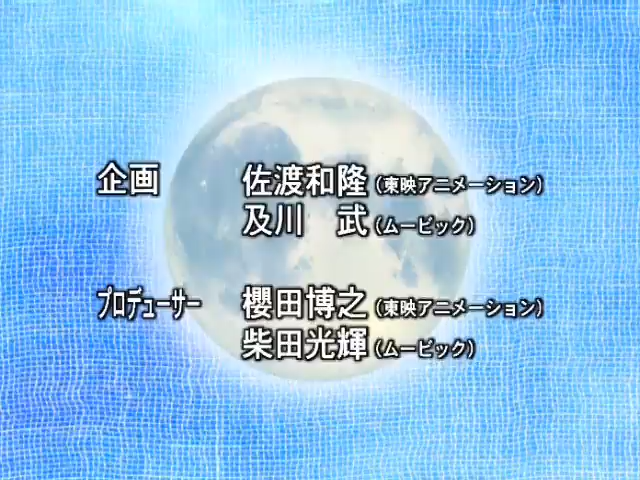 企画 佐渡和隆（東映アニメーション）
及川　武（ムービック）
プロデューサー 櫻田博之（東映アニメーション）
柴田光輝（ムービック）